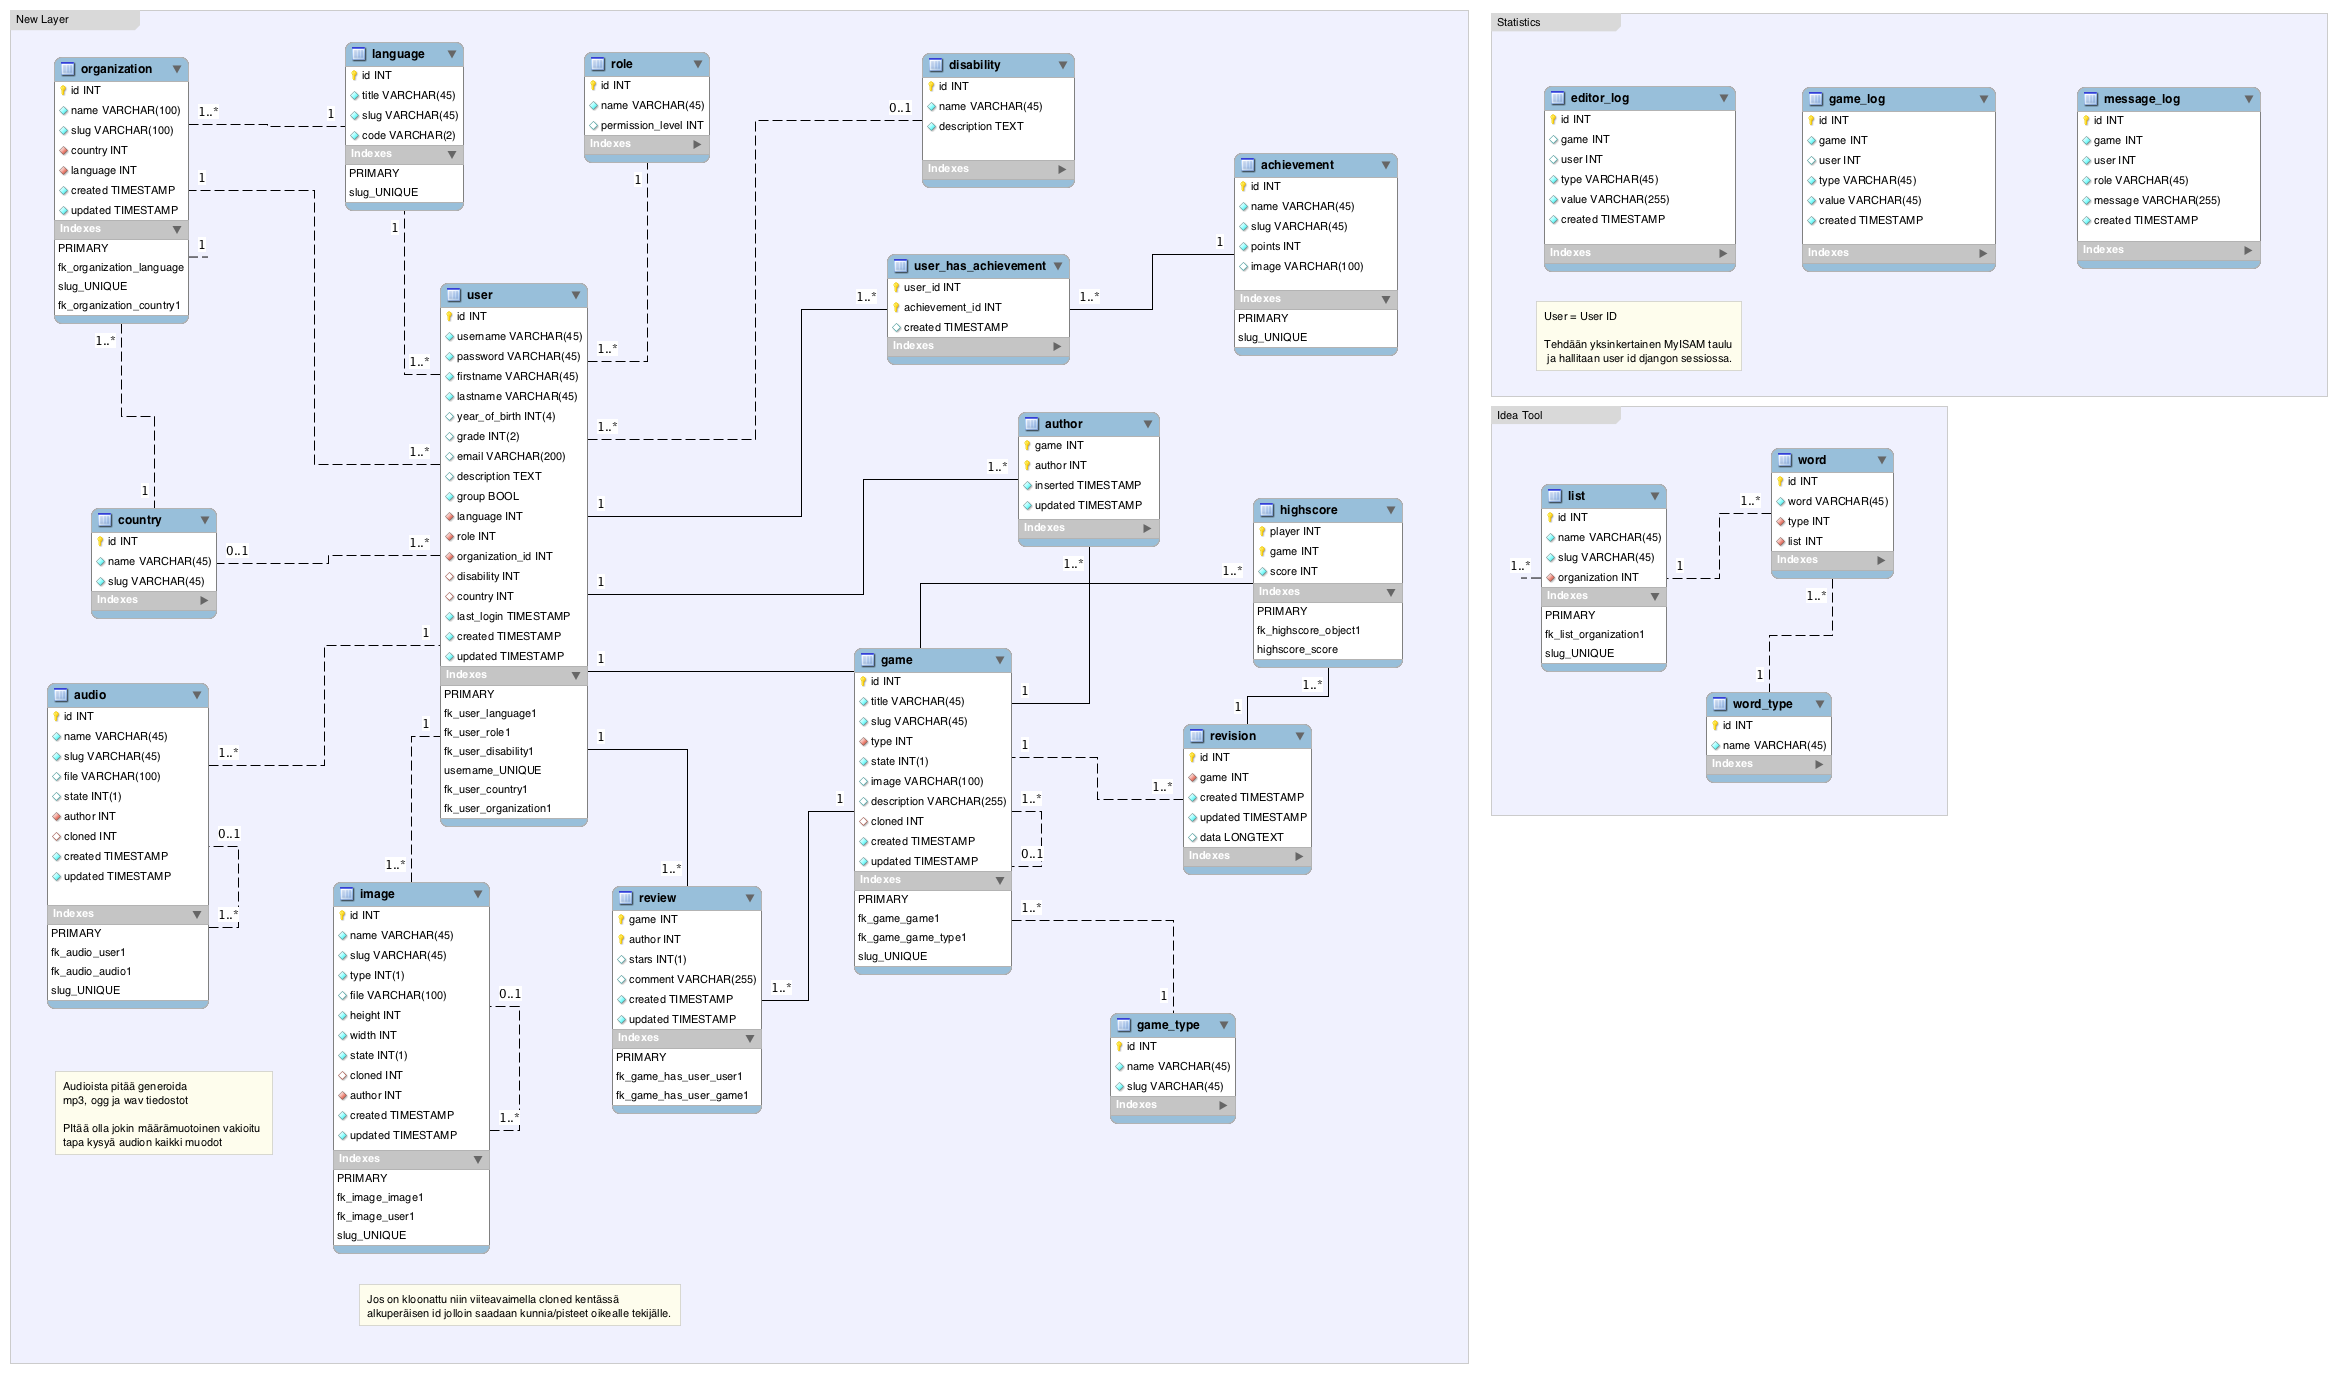 New Layer
organization
id INT
name VARCHAR(100)
slug VARCHAR(100)
country INT
language INT
created TIMESTAMP
updated TIMESTAMP
Indexes
PRIMARY
fk_organization_language
slug_UNIQUE
fk_organization_country1
1..*
1
1
1
1..*
1
language
id INT
title VARCHAR(45)
slug VARCHAR(45)
code VARCHAR(2)
Indexes
PRIMARY
slug_UNIQUE
1
1..*
role
id INT
name VARCHAR(45)
permission_level INT
Indexes
1
1..*
disability
id INT
name VARCHAR(45)
description TEXT
Indexes
0..1
1..*
achievement
id INT
name VARCHAR(45)
slug VARCHAR(45)
points INT
image VARCHAR(100)
Indexes
PRIMARY
slug_UNIQUE
1
user_has_achievement
user_id INT
achievement_id INT
created TIMESTAMP
Indexes
1..*
1..*
user
id INT
username VARCHAR(45)
password VARCHAR(45)
firstname VARCHAR(45)
lastname VARCHAR(45)
year_of_birth INT(4)
grade INT(2)
email VARCHAR(200)
description TEXT
group BOOL
language INT
role INT
organization_id INT
disability INT
country INT
last_login TIMESTAMP
created TIMESTAMP
updated TIMESTAMP
Indexes
PRIMARY
fk_user_language1
fk_user_role1
fk_user_disability1
username_UNIQUE
fk_user_country1
fk_user_organization1
1..*
1..*
1
1
1
1
1
1
author
game INT
author INT
inserted TIMESTAMP
updated TIMESTAMP
Indexes
1..*
1..*
highscore
player INT
game INT
score INT
Indexes
PRIMARY
fk_highscore_object1
highscore_score
1..*
1..*
country
id INT
name VARCHAR(45)
slug VARCHAR(45)
Indexes
0..1
game
id INT
title VARCHAR(45)
slug VARCHAR(45)
type INT
state INT(1)
image VARCHAR(100)
description VARCHAR(255)
cloned INT
created TIMESTAMP
updated TIMESTAMP
Indexes
PRIMARY
fk_game_game1
fk_game_game_type1
slug_UNIQUE
1
1
1
1..*
0..1
1..*
revision
id INT
game INT
created TIMESTAMP
updated TIMESTAMP
data LONGTEXT
Indexes
1
1..*
audio
id INT
name VARCHAR(45)
slug VARCHAR(45)
file VARCHAR(100)
state INT(1)
author INT
cloned INT
created TIMESTAMP
updated TIMESTAMP
Indexes
PRIMARY
fk_audio_user1
fk_audio_audio1
slug_UNIQUE
1..*
0..1
1..*
image
id INT
name VARCHAR(45)
slug VARCHAR(45)
type INT(1)
file VARCHAR(100)
height INT
width INT
state INT(1)
cloned INT
author INT
created TIMESTAMP
updated TIMESTAMP
Indexes
PRIMARY
fk_image_image1
fk_image_user1
slug_UNIQUE
1..*
0..1
1..*
review
game INT
author INT
stars INT(1)
comment VARCHAR(255)
created TIMESTAMP
updated TIMESTAMP
Indexes
PRIMARY
fk_game_has_user_user1
fk_game_has_user_game1
1..*
1..*
game_type
id INT
name VARCHAR(45)
slug VARCHAR(45)
Indexes
1
Audioista pitää generoida
mp3, ogg ja wav tiedostot
PItää olla jokin määrämuotoinen vakioitu
tapa kysyä audion kaikki muodot
Jos on kloonattu niin viiteavaimella cloned kentässä
alkuperäisen id jolloin saadaan kunnia/pisteet oikealle tekijälle.
Statistics
editor_log
id INT
game INT
user INT
type VARCHAR(45)
value VARCHAR(255)
created TIMESTAMP
Indexes
game_log
id INT
game INT
user INT
type VARCHAR(45)
value VARCHAR(45)
created TIMESTAMP
Indexes
message_log
id INT
game INT
user INT
role VARCHAR(45)
message VARCHAR(255)
created TIMESTAMP
Indexes
User = User ID
Tehdään yksinkertainen MyISAM taulu
ja hallitaan user id djangon sessiossa.
Idea Tool
list
id INT
name VARCHAR(45)
slug VARCHAR(45)
organization INT
Indexes
PRIMARY
fk_list_organization1
slug_UNIQUE
1..*
1
word
id INT
word VARCHAR(45)
type INT
list INT
Indexes
1..*
1..*
word_type
id INT
name VARCHAR(45)
Indexes
1